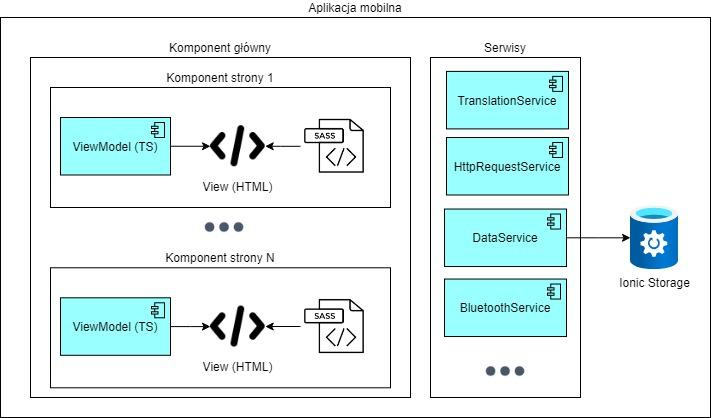 Aplikacja mobilna
Komponent główny
Komponent strony 1
ViewModel (TS)
SASS
View (HTML)
Komponent strony N
ViewModel (TS)
SASS
View (HTML)
Serwisy
TranslationService
HttpRequestService
DataService
BluetoothService
Ionic Storage